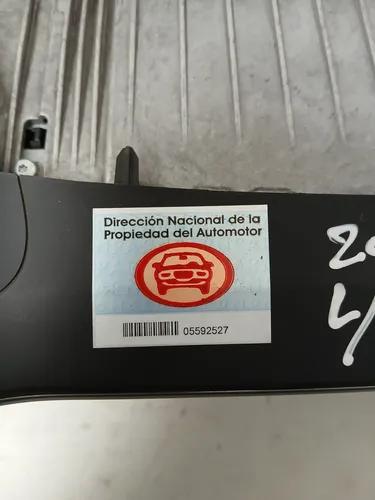 Dirección Nacional de la
Propiedad del Automotor
05592527